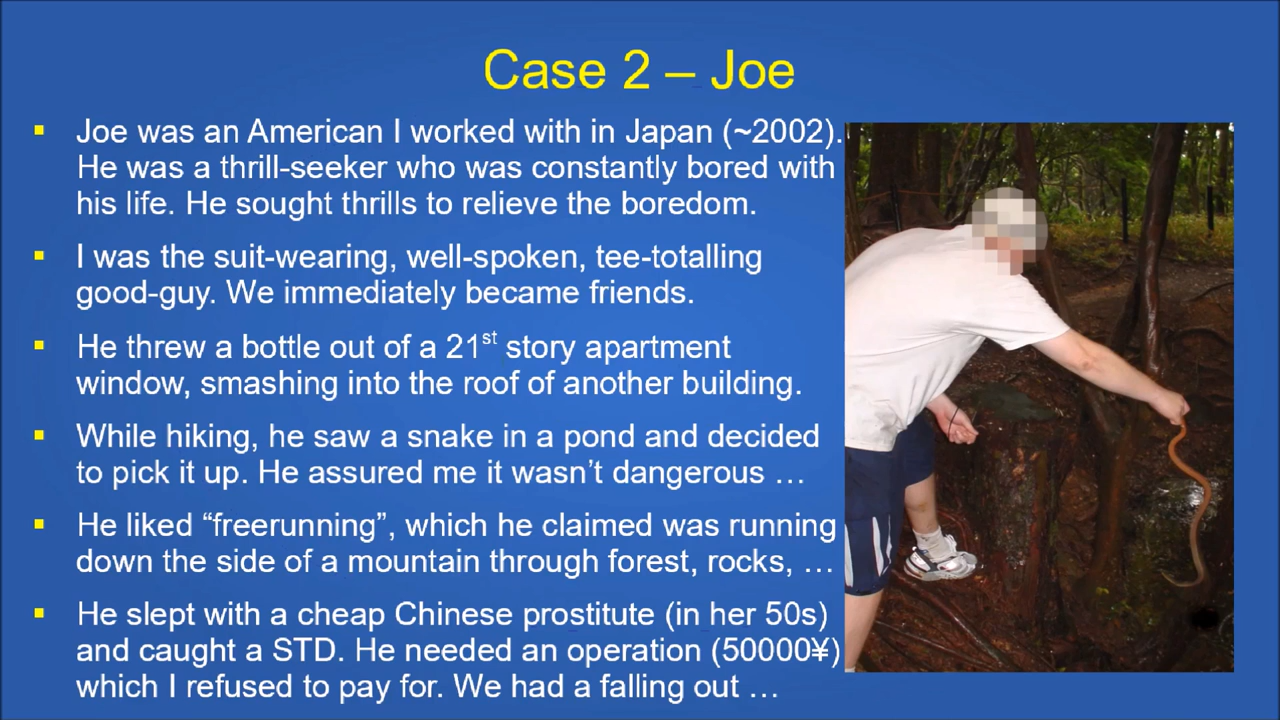 Case 2 – Joe
▪ Joe was an American I worked with in Japan (~2002).
He was a thrill-seeker who was constantly bored with
his life. He sought thrills to relieve the boredom.
▪ I was the suit-wearing, well-spoken, tee-totalling
good-guy. We immediately became friends.
▪ He threw a bottle out of a 21st story apartment
window, smashing into the roof of another building.
▪ While hiking, he saw a snake in a pond and decided
to pick it up. He assured me it wasn’t dangerous …
▪ He liked “freerunning”, which he claimed was running
down the side of a mountain through forest, rocks, …
▪ He slept with a cheap Chinese prostitute (in her 50s)
and caught a STD. He needed an operation (50000¥)
which I refused to pay for. We had a falling out …